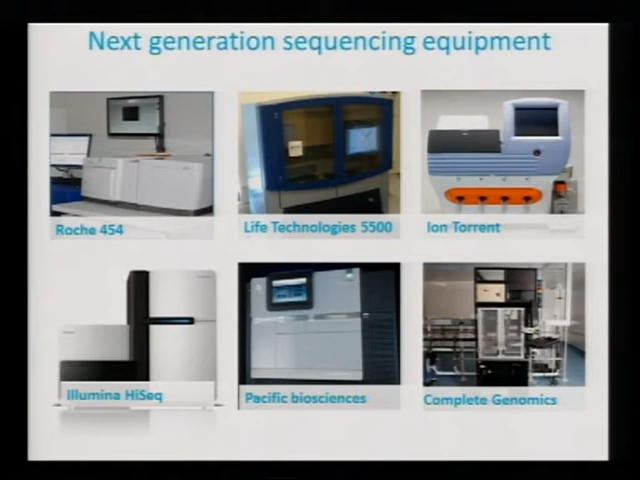 Next generation sequencing equipment
Roche 454
Life Technologies 5500
Ion Torrent
Illumina HiSeq
Pacific biosciences
Complete Genomics